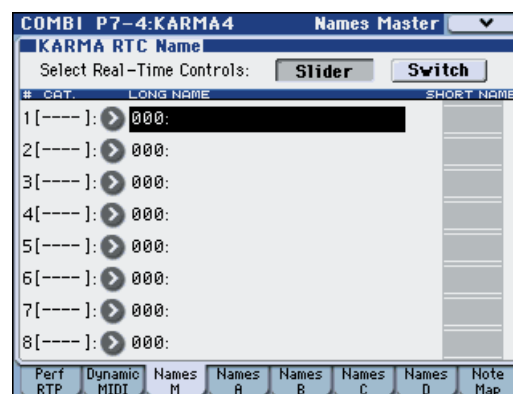 COMBI P7-4:KARMA4 Names Master
KARMA RTC Name
Select Real-Time Controls: Slider Switch
# CAT. LONG NAME SHORT NAME
1[----]: 000:
2[----]: 000:
3[----]: 000:
4[----]: 000:
5[----]: 000:
6[----]: 000:
7[----]: 000:
8[----]: 000:
Perf RTP Dynamic MIDI Names M Names A Names B Names C Names D Note Map